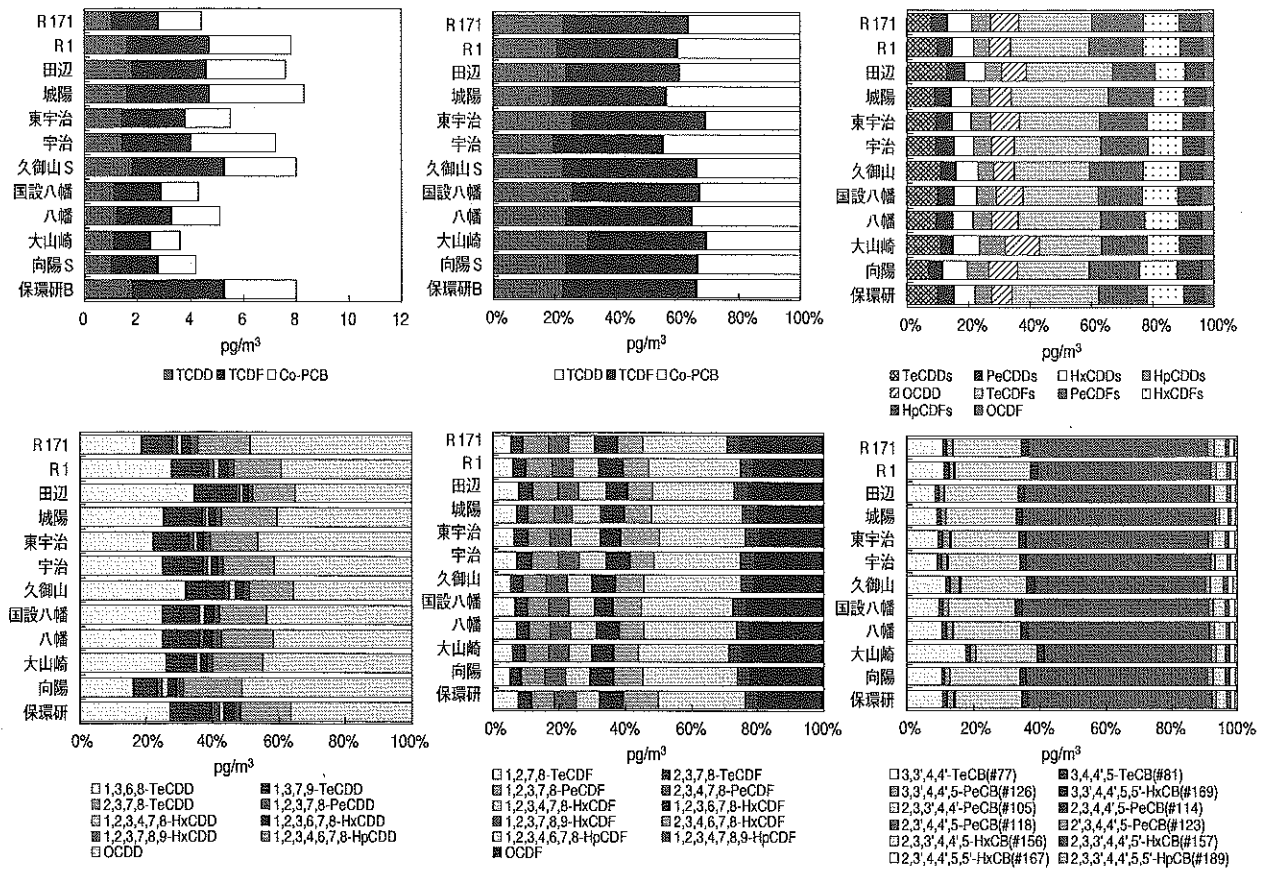 R171
R1
田辺
城陽
東宇治
宇治
久御山S
国設八幡
八幡
大山崎
向陽S
保環研B
0 2 4 6 8 10 12
pg/m³
TCDD TCDF Co-PCB
R171
R1
田辺
城陽
東宇治
宇治
久御山S
国設八幡
八幡
大山崎
向陽S
保環研B
0% 20% 40% 60% 80% 100%
pg/m³
TCDD TCDF Co-PCB
R171
R1
田辺
城陽
東宇治
宇治
久御山
国設八幡
八幡
大山崎
向陽
保環研
0% 20% 40% 60% 80% 100%
pg/m³
TeCDDs PeCDDs HxCDDs HpCDDs
OCDD TeCDFs PeCDFs HxCDFs
HpCDFs OCDF
R171
R1
田辺
城陽
東宇治
宇治
久御山
国設八幡
八幡
大山崎
向陽
保環研
0% 20% 40% 60% 80% 100%
pg/m³
1,3,6,8-TeCDD 1,3,7,9-TeCDD
2,3,7,8-TeCDD 1,2,3,7,8-PeCDD
1,2,3,4,7,8-HxCDD 1,2,3,6,7,8-HxCDD
1,2,3,7,8,9-HxCDD 1,2,3,4,6,7,8-HpCDD
OCDD
R171
R1
田辺
城陽
東宇治
宇治
久御山
国設八幡
八幡
大山崎
向陽
保環研
0% 20% 40% 60% 80% 100%
pg/m³
1,2,7,8-TeCDF 2,3,7,8-TeCDF
1,2,3,7,8-PeCDF 2,3,4,7,8-PeCDF
1,2,3,4,7,8-HxCDF 1,2,3,6,7,8-HxCDF
1,2,3,7,8,9-HxCDF 2,3,4,6,7,8-HxCDF
1,2,3,4,6,7,8-HpCDF 1,2,3,4,7,8,9-HpCDF
OCDF
R171
R1
田辺
城陽
東宇治
宇治
久御山
国設八幡
八幡
大山崎
向陽
保環研
0% 20% 40% 60% 80% 100%
pg/m³
3,3',4,4'-TeCB(#77) 3,4,4',5-TeCB(#81)
3,3',4,4',5-PeCB(#126) 3,3',4,4',5,5'-HxCB(#169)
2,3,3',4,4'-PeCB(#105) 2,3,4,4',5-PeCB(#114)
2,3',4,4',5-PeCB(#118) 2',3,4,4',5-PeCB(#123)
2,3,3',4,4',5-HxCB(#156) 2,3,3',4,4',5'-HxCB(#157)
2,3',4,4',5,5'-HxCB(#167) 2,3,3',4,4',5,5'-HpCB(#189)